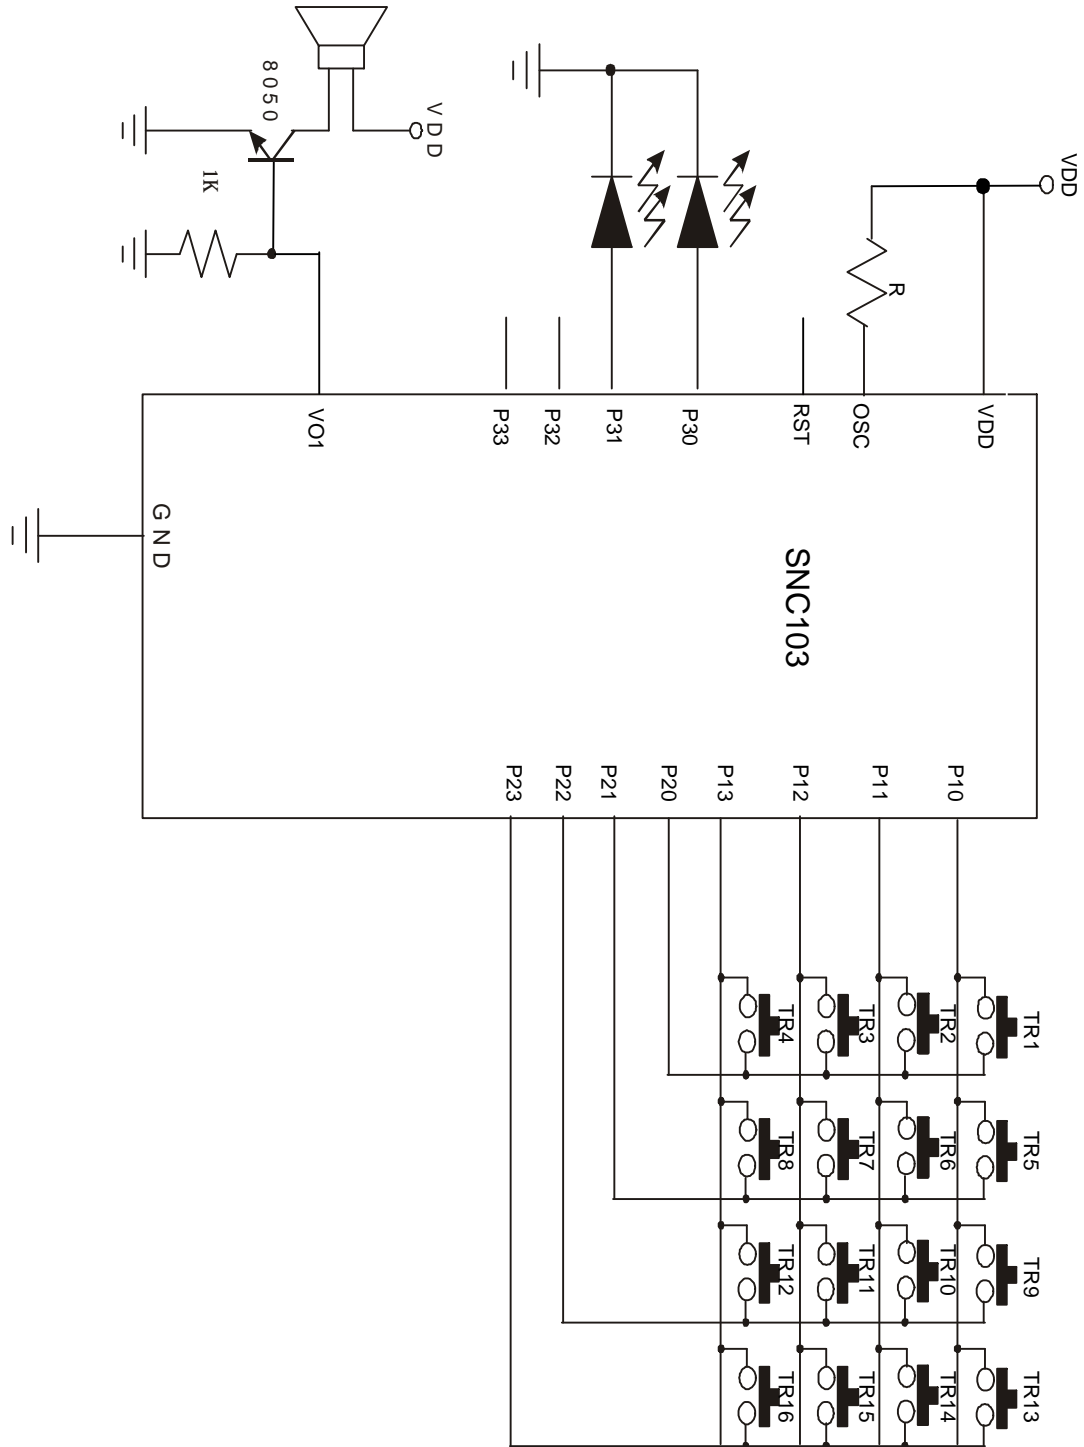 8050
VDD
1K
VDD
R
VO1
P33
P32
P31
P30
RST
OSC
VDD
GND
SNC103
P23
P22
P21
P20
P13
P12
P11
P10
TR4
TR3
TR2
TR1
TR8
TR7
TR6
TR5
TR12
TR11
TR10
TR9
TR16
TR15
TR14
TR13